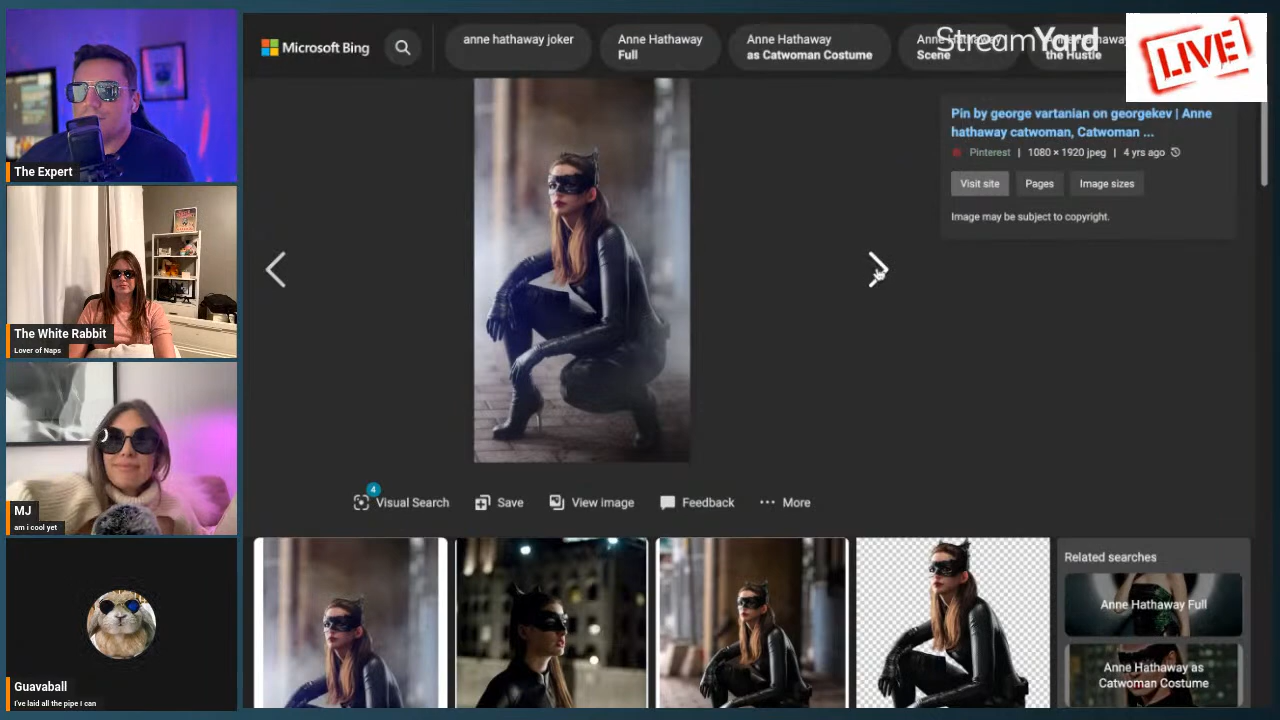 The Expert
The White Rabbit
Lover of Naps
MJ
am i cool yet
Guavaball
I've laid all the pipe I can
Microsoft Bing
anne hathaway joker
Anne Hathaway
Full
Anne Hathaway
as Catwoman Costume
Scene
the Hustle
StreamYard
LIVE
Pin by george vartanian on georgekev | Anne
hathaway catwoman, Catwoman ...
Pinterest | 1080 × 1920 jpeg | 4 yrs ago
Visit site
Pages
Image sizes
Image may be subject to copyright.
4
Visual Search
Save
View image
Feedback
More
Related searches
Anne Hathaway Full
Anne Hathaway as
Catwoman Costume